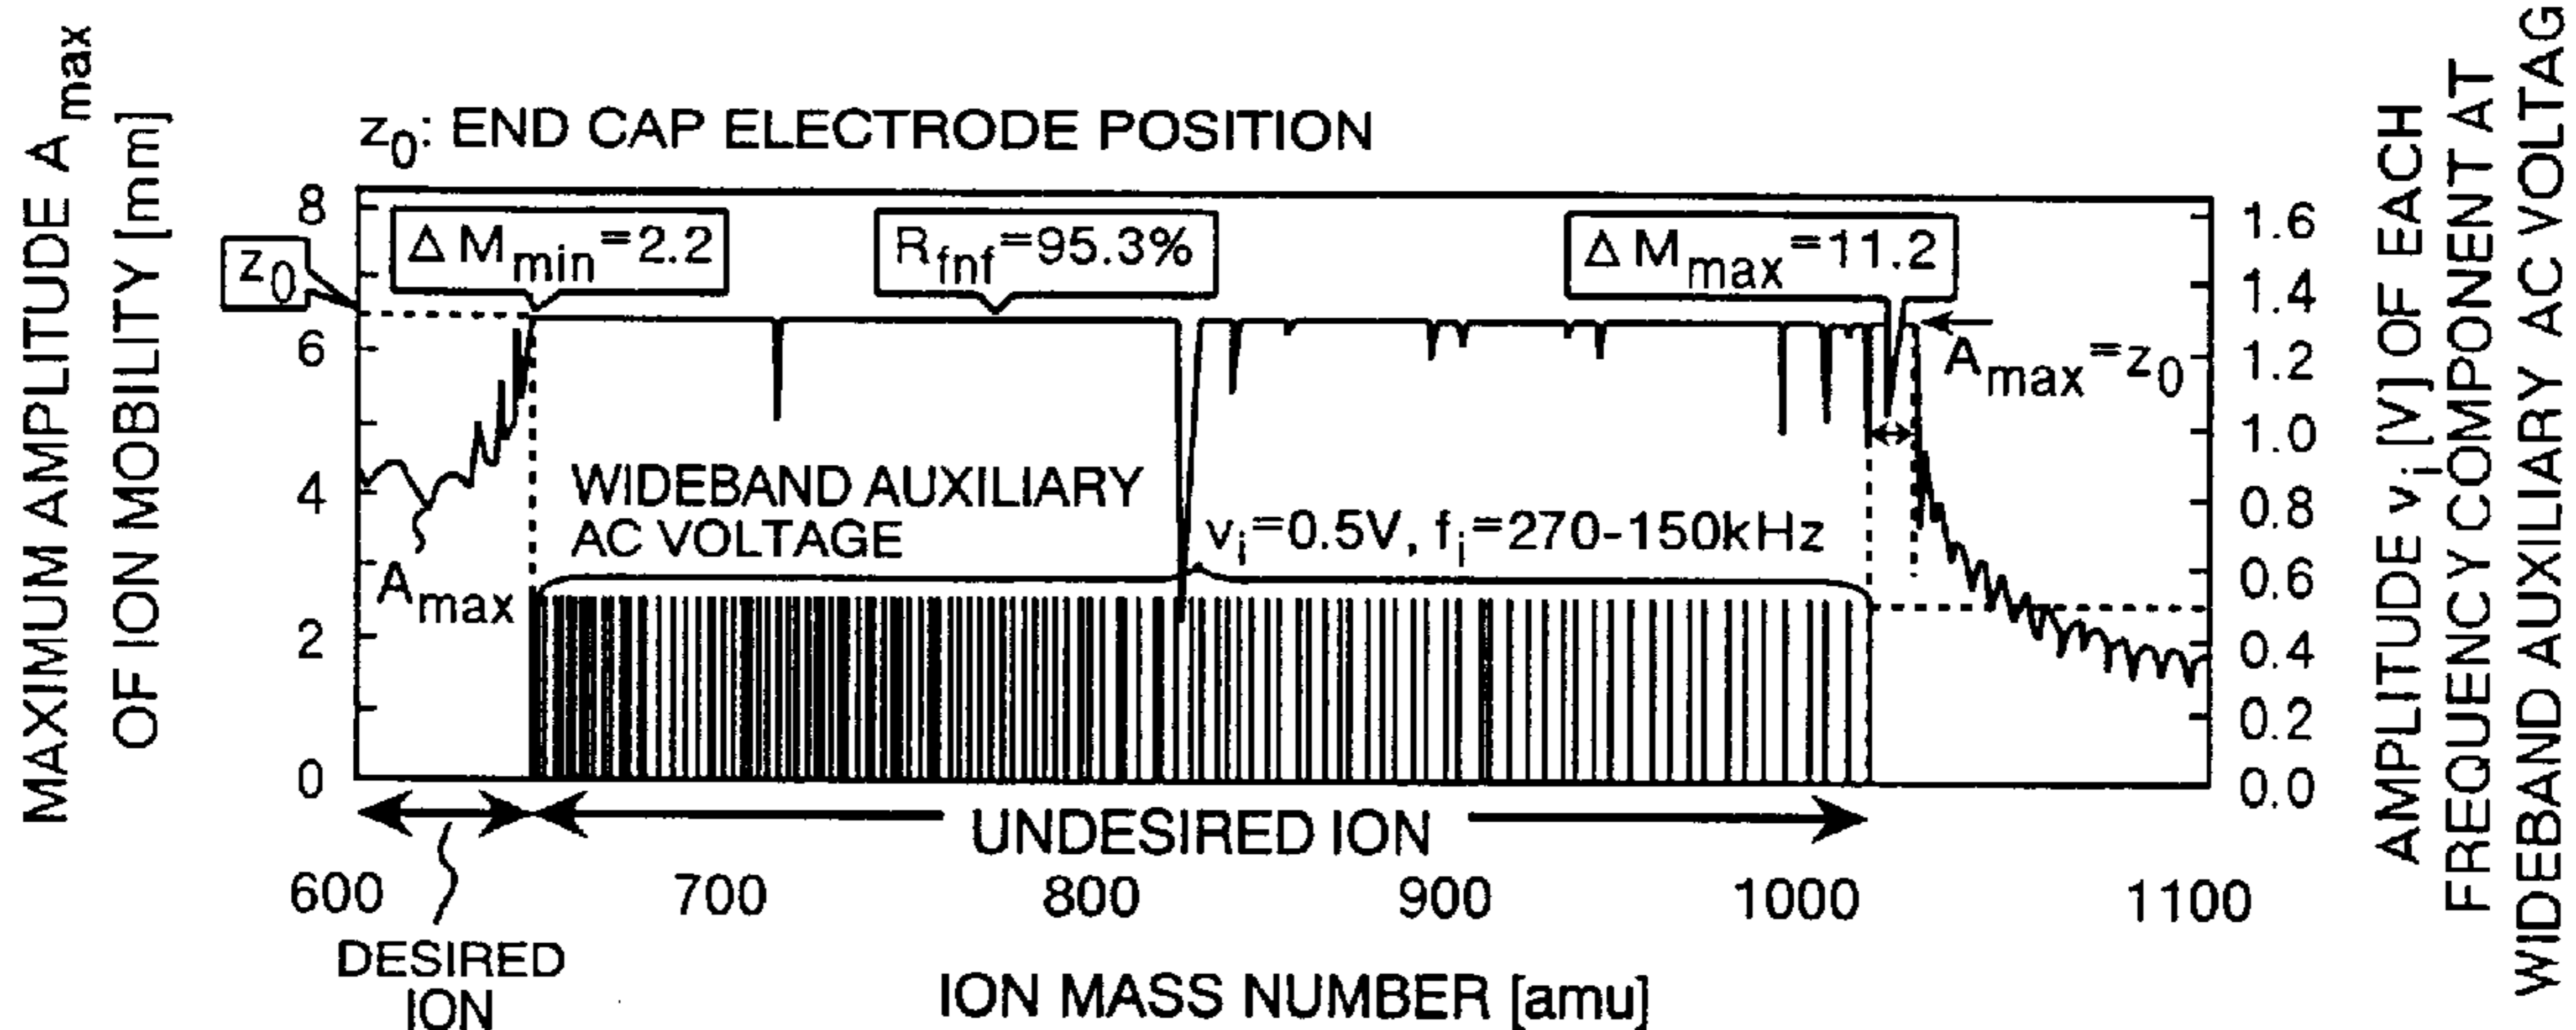 z0: END CAP ELECTRODE POSITION
MAXIMUM AMPLITUDE Amax
OF ION MOBILITY [mm]
8
6
4
2
0
z0
ΔMmin=2.2
Rfnf=95.3%
ΔMmax=11.2
Amax=z0
WIDEBAND AUXILIARY
AC VOLTAGE
vi=0.5V, fi=270-150kHz
Amax
1.6
1.4
1.2
1.0
0.8
0.6
0.4
0.2
0.0
AMPLITUDE vi [V] OF EACH
FREQUENCY COMPONENT AT
WIDEBAND AUXILIARY AC VOLTAG
UNDESIRED ION
600 700 800 900 1000 1100
DESIRED
ION
ION MASS NUMBER [amu]